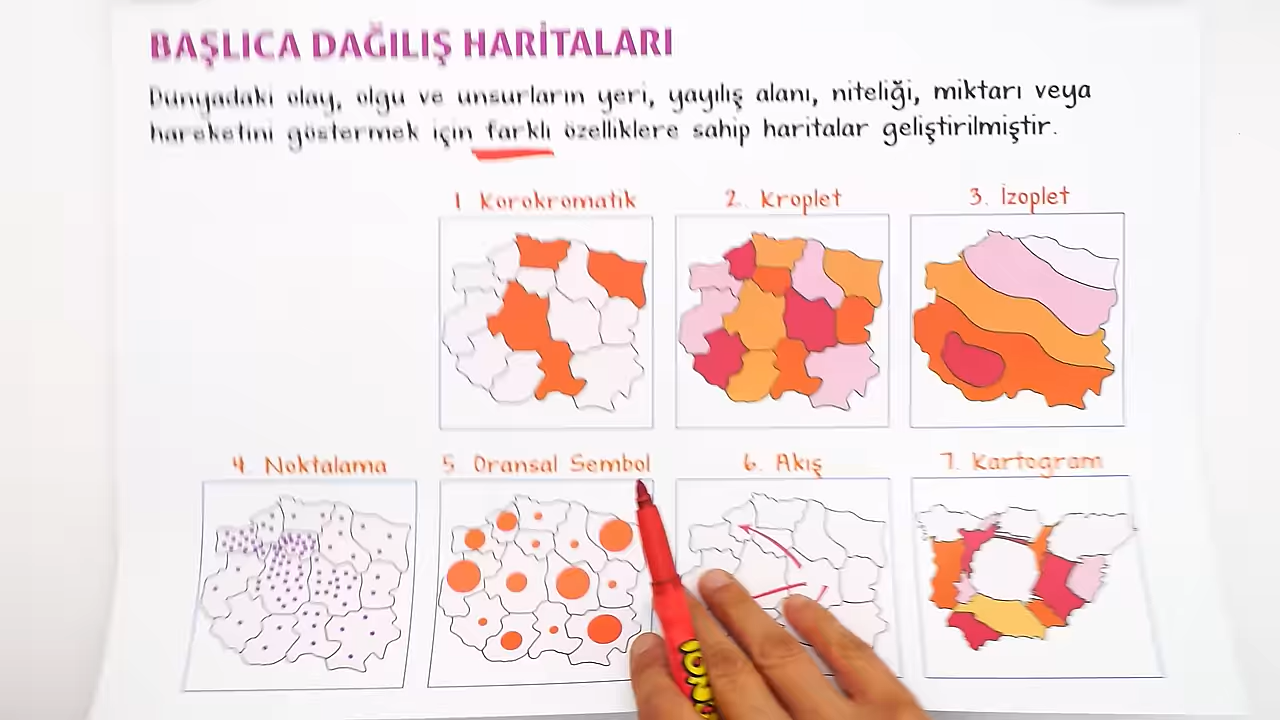 BAŞLICA DAĞILIŞ HARİTALARI
Dünyadaki olay, olgu ve unsurların yeri, yayılış alanı, niteliği, miktarı veya
hareketini göstermek için farklı özelliklere sahip haritalar geliştirilmiştir.
1 Korokromatik
2. Kroplet
3. İzoplet
4. Noktalama
5. Oransal Sembol
6. Akış
7. Kartogram